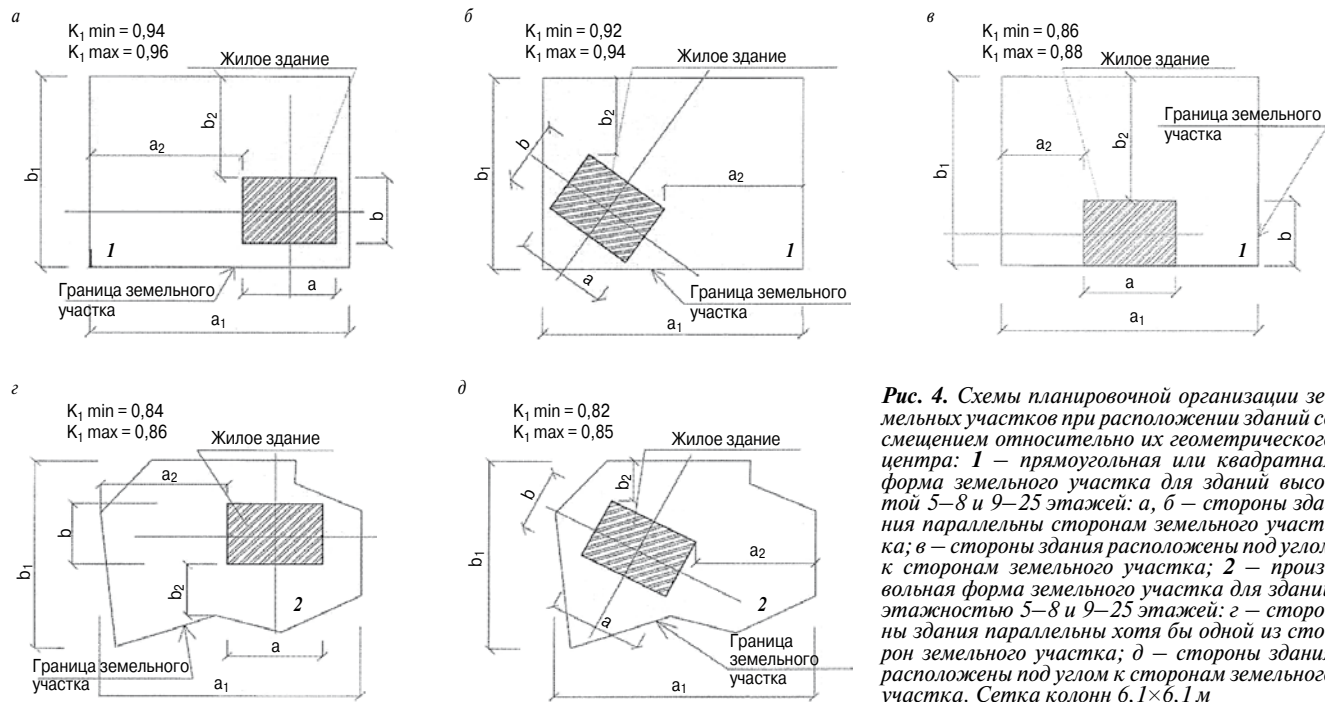 а
K₁ min = 0,94
K₁ max = 0,96
Жилое здание
b₂
a₂
b₁
b
1
Граница земельного
участка
a
a₁
б
K₁ min = 0,92
K₁ max = 0,94
Жилое здание
b₂
b
b₁
a₂
1
a
Граница земельного
участка
a₁
в
K₁ min = 0,86
K₁ max = 0,88
Жилое здание
Граница земельного
участка
b₂
a₂
b₁
b
1
a
a₁
г
K₁ min = 0,84
K₁ max = 0,86
Жилое здание
a₂
b
b₁
b₂
2
a
Граница земельного
участка
a₁
д
K₁ min = 0,82
K₁ max = 0,85
Жилое здание
b₂
b
b₁
a₂
2
a
Граница
земельного
участка
a₁
Рис. 4. Схемы планировочной организации зе-
мельных участков при расположении зданий со
смещением относительно их геометрического
центра: 1 – прямоугольная или квадратная
форма земельного участка для зданий высо-
той 5–8 и 9–25 этажей: а, б – стороны зда-
ния параллельны сторонам земельного участ-
ка; в – стороны здания расположены под углом
к сторонам земельного участка; 2 – произ-
вольная форма земельного участка для зданий
этажностью 5–8 и 9–25 этажей: г – сторо-
ны здания параллельны хотя бы одной из сто-
рон земельного участка; д – стороны здания
расположены под углом к сторонам земельного
участка. Сетка колонн 6,1×6,1 м